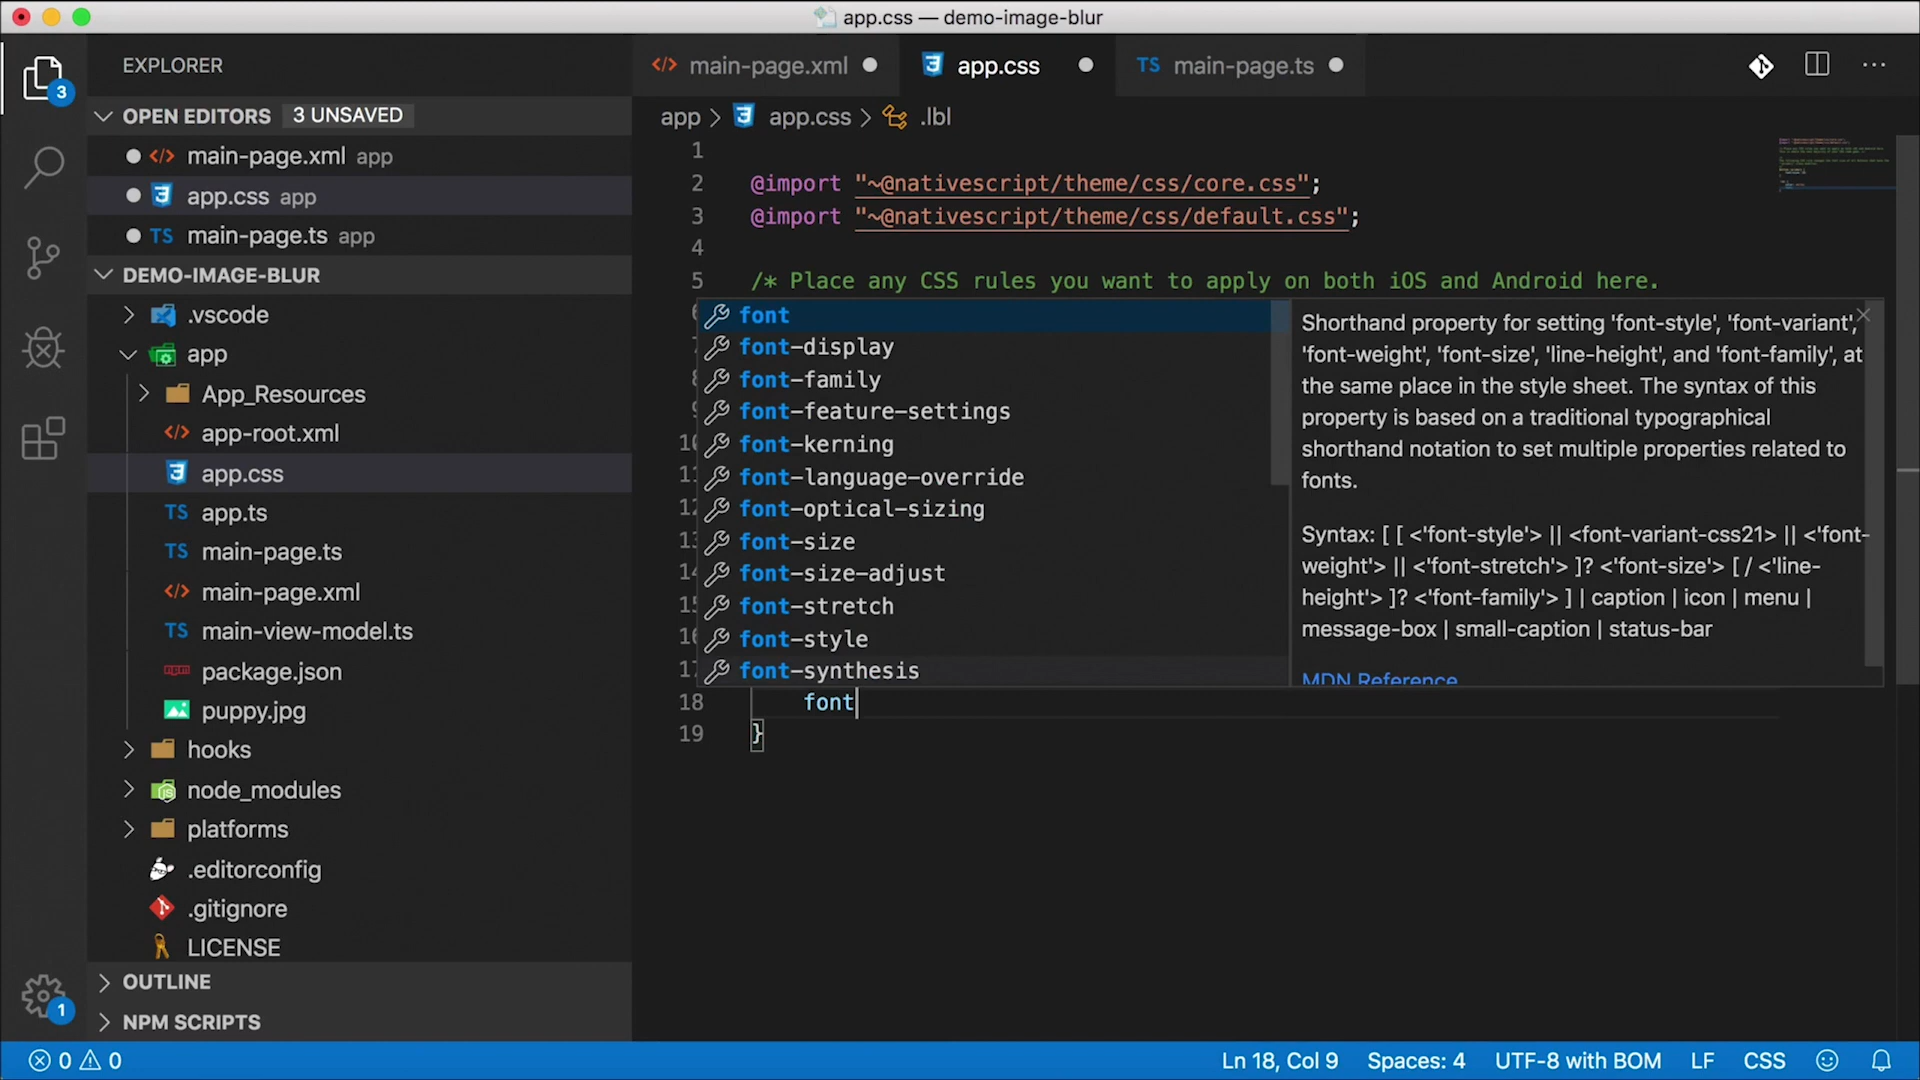 app.css — demo-image-blur
EXPLORER
3
OPEN EDITORS 3 UNSAVED
main-page.xml app
app.css app
TS main-page.ts app
DEMO-IMAGE-BLUR
.vscode
app
App_Resources
app-root.xml
app.css
TS app.ts
TS main-page.ts
main-page.xml
TS main-view-model.ts
package.json
puppy.jpg
hooks
node_modules
platforms
.editorconfig
.gitignore
LICENSE
OUTLINE
NPM SCRIPTS
1
main-page.xml
app.css
TS main-page.ts
app > app.css > .lbl
1
2 @import "~@nativescript/theme/css/core.css";
3 @import "~@nativescript/theme/css/default.css";
4
5 /* Place any CSS rules you want to apply on both iOS and Android here.
font
font-display
font-family
font-feature-settings
font-kerning
font-language-override
font-optical-sizing
font-size
font-size-adjust
font-stretch
font-style
font-synthesis
Shorthand property for setting 'font-style', 'font-variant',
'font-weight', 'font-size', 'line-height', and 'font-family', at
the same place in the style sheet. The syntax of this
property is based on a traditional typographical
shorthand notation to set multiple properties related to
fonts.
Syntax: [ [ <'font-style'> || <font-variant-css21> || <'font-
weight'> || <'font-stretch'> ]? <'font-size'> [ / <'line-
height'> ]? <'font-family'> ] | caption | icon | menu |
message-box | small-caption | status-bar
MDN Reference
18 font
19 }
0 0
Ln 18, Col 9 Spaces: 4 UTF-8 with BOM LF CSS